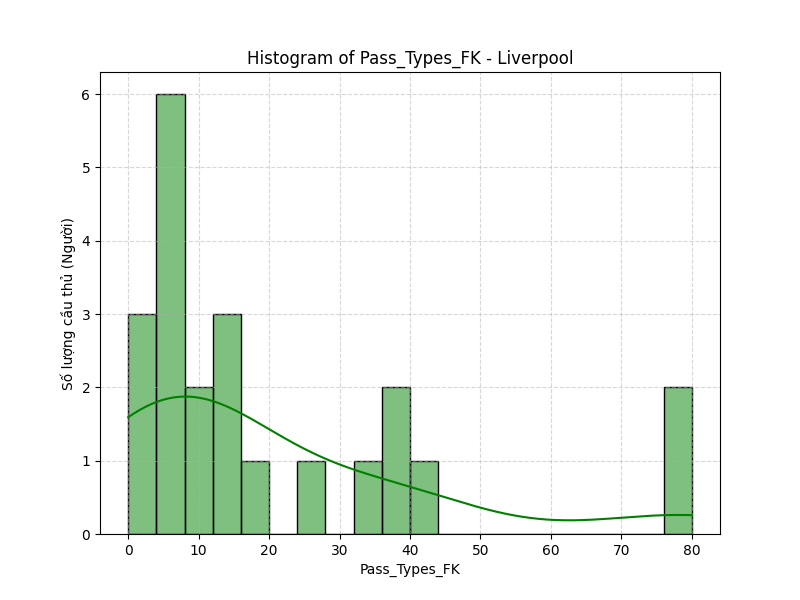 Histogram of Pass_Types_FK - Liverpool
Số lượng cầu thủ (Người)
6
5
4
3
2
1
0
0 10 20 30 40 50 60 70 80
Pass_Types_FK